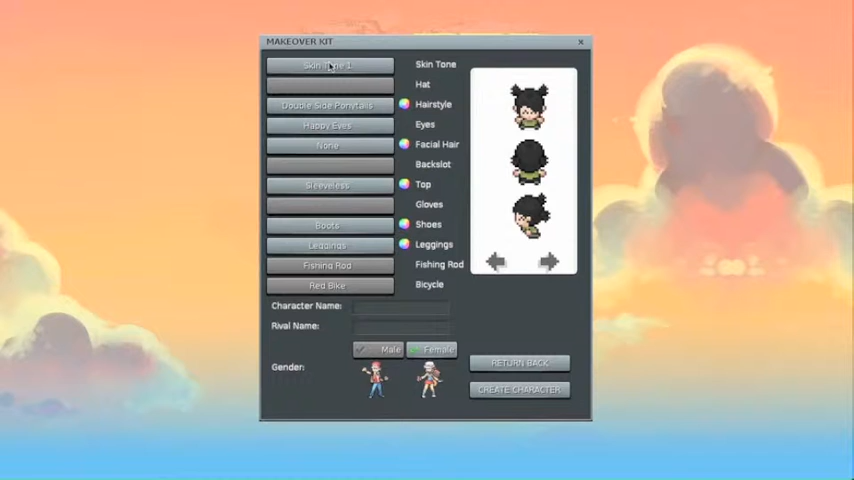 MAKEOVER KIT x
Skin Tone 1 Skin Tone
Hat
Double Side Ponytails Hairstyle
Happy Eyes Eyes
None Facial Hair
Backslot
Sleeveless Top
Gloves
Boots Shoes
Leggings Leggings
Fishing Rod Fishing Rod
Red Bike Bicycle
Character Name:
Rival Name:
Male Female
Gender:
RETURN BACK
CREATE CHARACTER